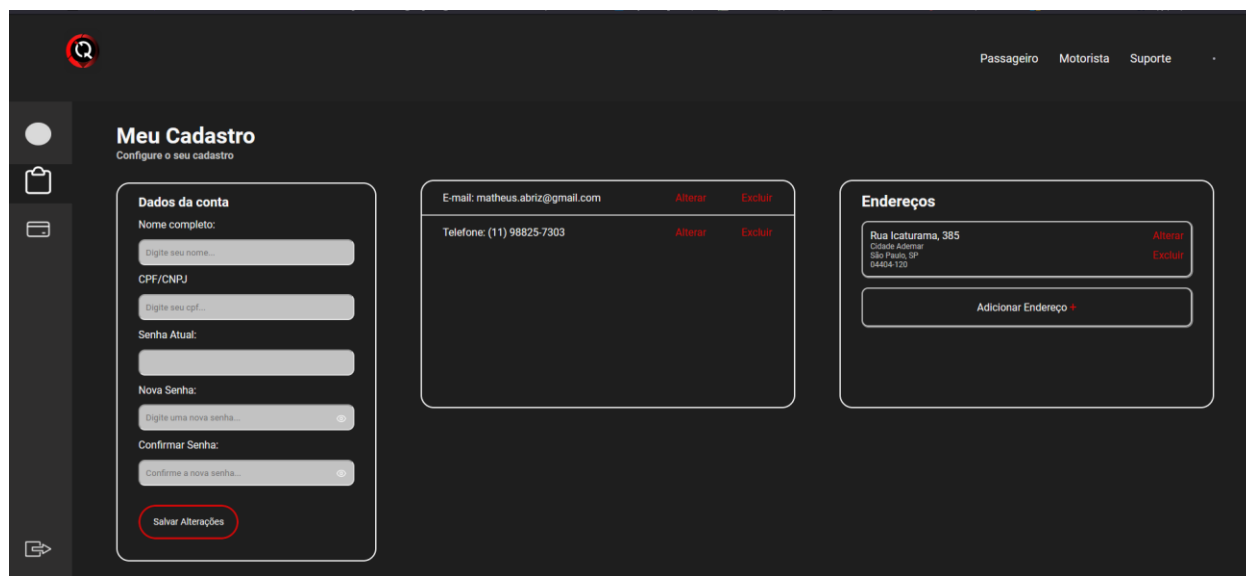 Passageiro Motorista Suporte
Meu Cadastro
Configure o seu cadastro
Dados da conta
Nome completo:
Digite seu nome...
CPF/CNPJ
Digite seu cpf...
Senha Atual:
Nova Senha:
Digite uma nova senha...
Confirmar Senha:
Confirme a nova senha...
Salvar Alterações
E-mail: matheus.abriz@gmail.com Alterar Excluir
Telefone: (11) 98825-7303 Alterar Excluir
Endereços
Rua Icaturama, 385 Alterar
Cidade Ademar
São Paulo, SP Excluir
04404-120
Adicionar Endereço +